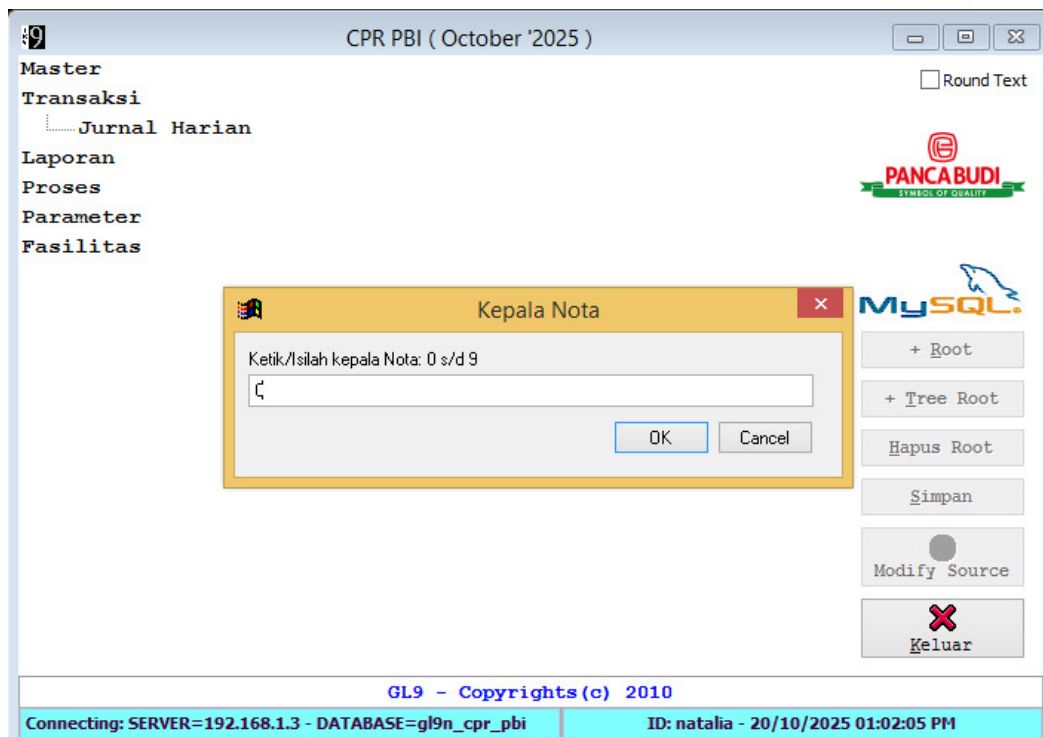 9
CPR PBI ( October '2025 )
Master
Round Text
Transaksi
Jurnal Harian
Laporan
Proses
Parameter
Fasilitas
PANCA BUDI
SYMBOL OF QUALITY
MySQL.
Kepala Nota
Ketik/Isilah kepala Nota: 0 s/d 9
OK
Cancel
+ Root
+ Tree Root
Hapus Root
Simpan
Modify Source
Keluar
GL9 - Copyrights(c) 2010
Connecting: SERVER=192.168.1.3 - DATABASE=gl9n_cpr_pbi
ID: natalia - 20/10/2025 01:02:05 PM